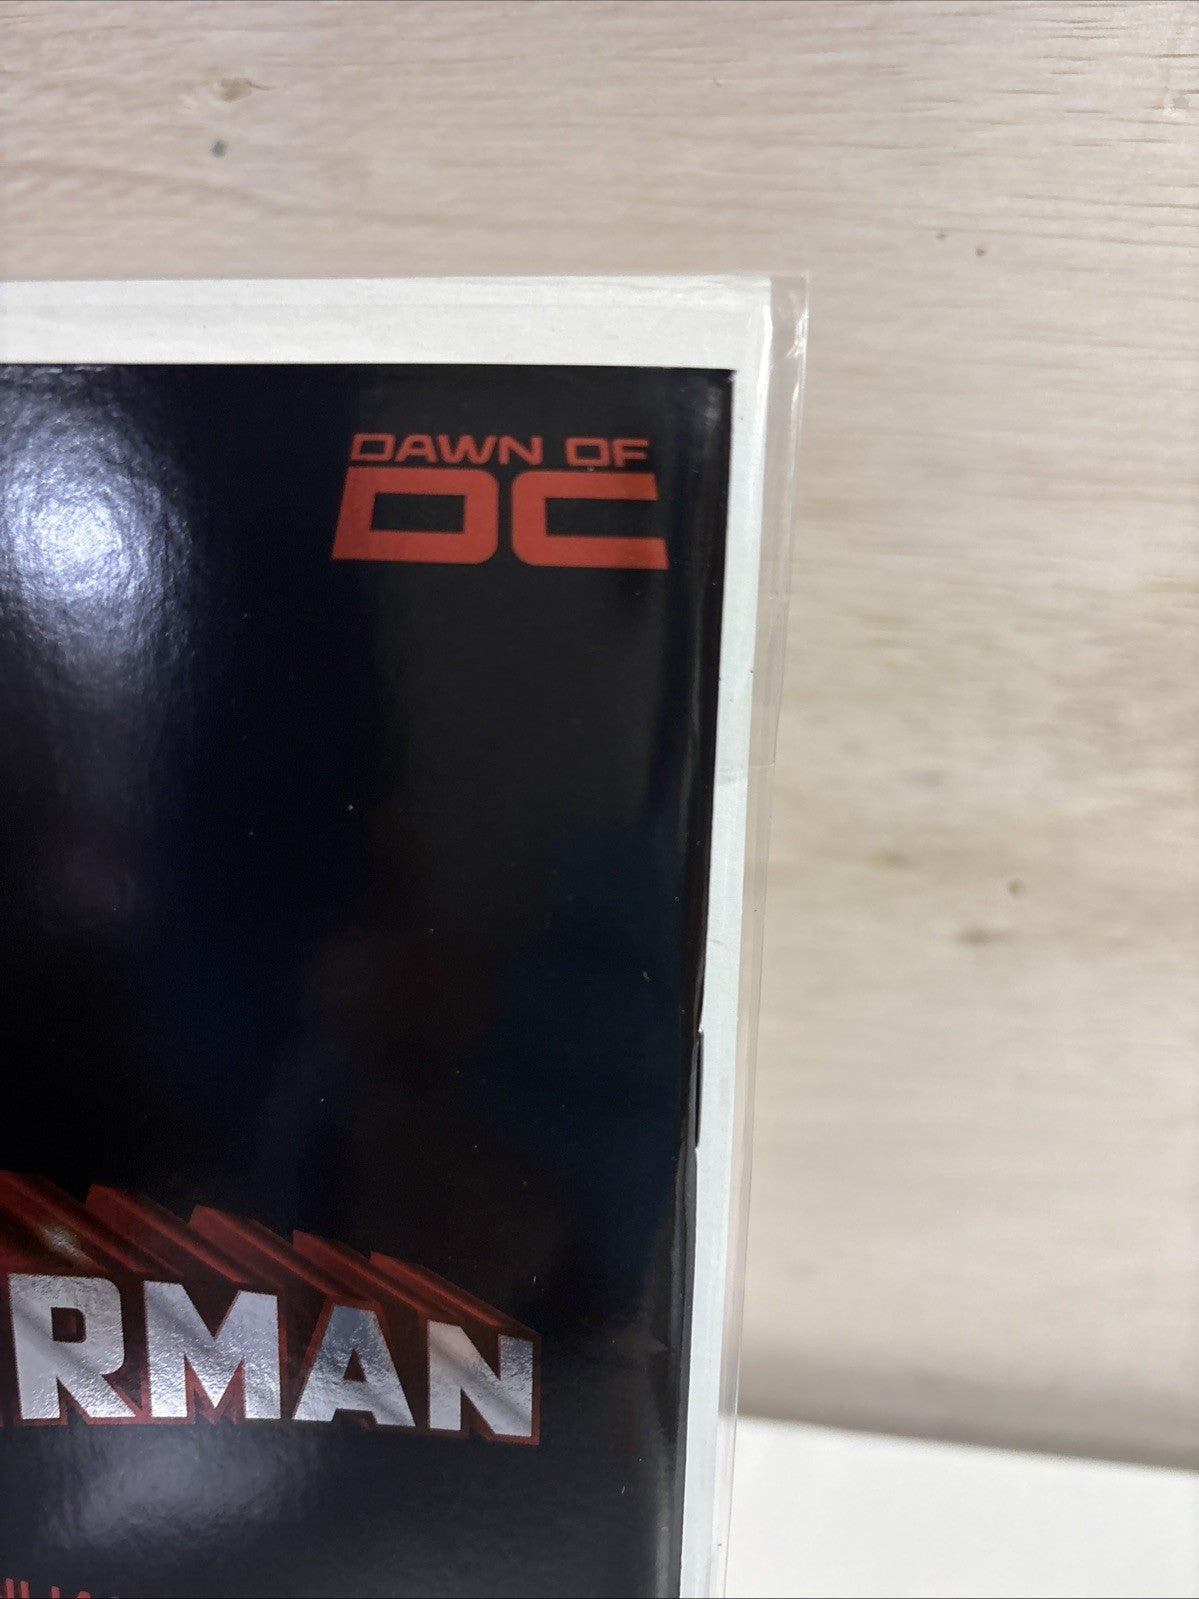 DAWN OF
DC
RMAN